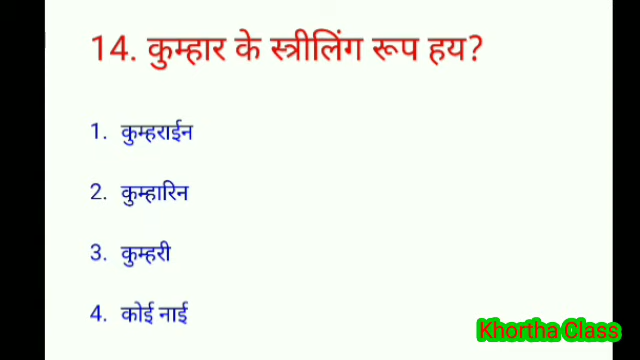 14. कुम्हार के स्त्रीलिंग रूप हय?
1. कुम्हराईन
2. कुम्हारिन
3. कुम्हरी
4. कोई नाई
Khortha Class